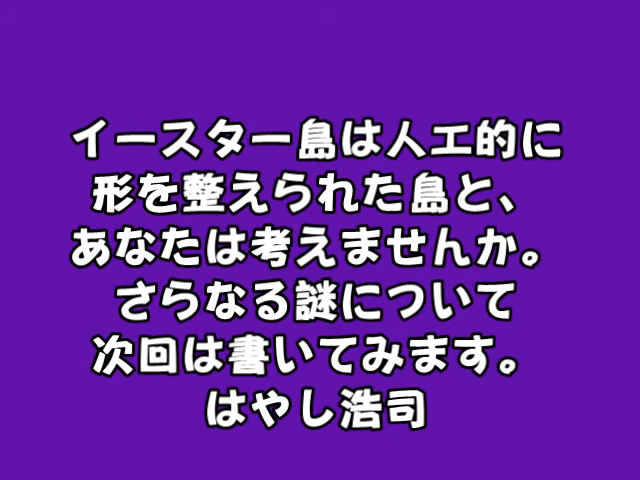 イースター島は人工的に
形を整えられた島と、
あなたは考えませんか。
さらなる謎について
次回は書いてみます。
はやし浩司